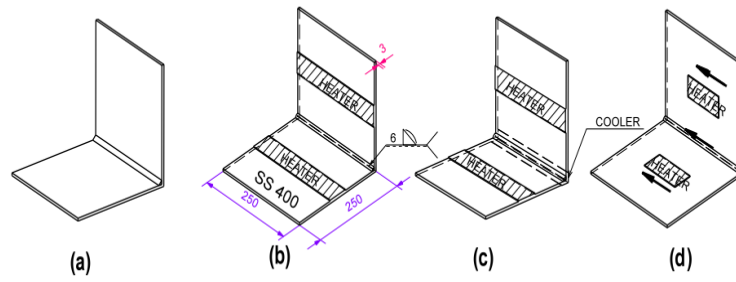 3
HEATER
HEATER
SS 400
250
250
6
HEATER
HEATER
COOLER
HEATER
HEATER
(a)
(b)
(c)
(d)